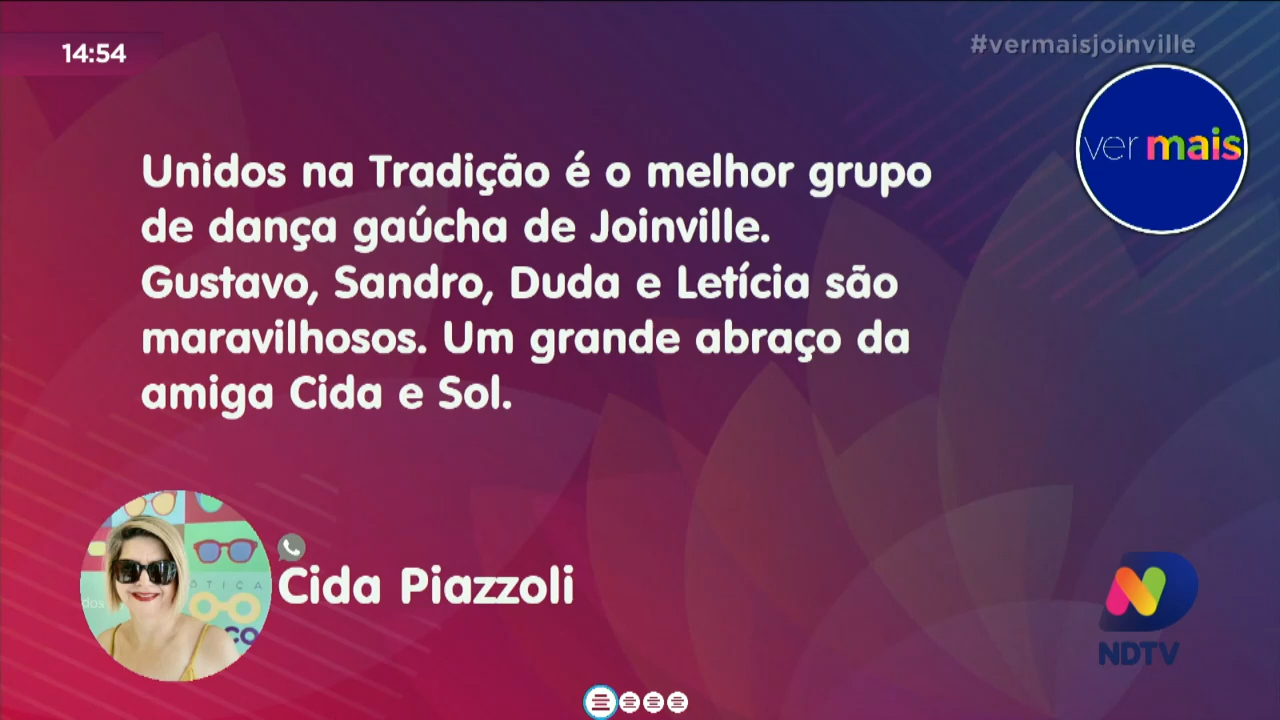 14:54
#vermaisjoinville
ver mais
Unidos na Tradição é o melhor grupo
de dança gaúcha de Joinville.
Gustavo, Sandro, Duda e Letícia são
maravilhosos. Um grande abraço da
amiga Cida e Sol.
Cida Piazzoli
NDTV